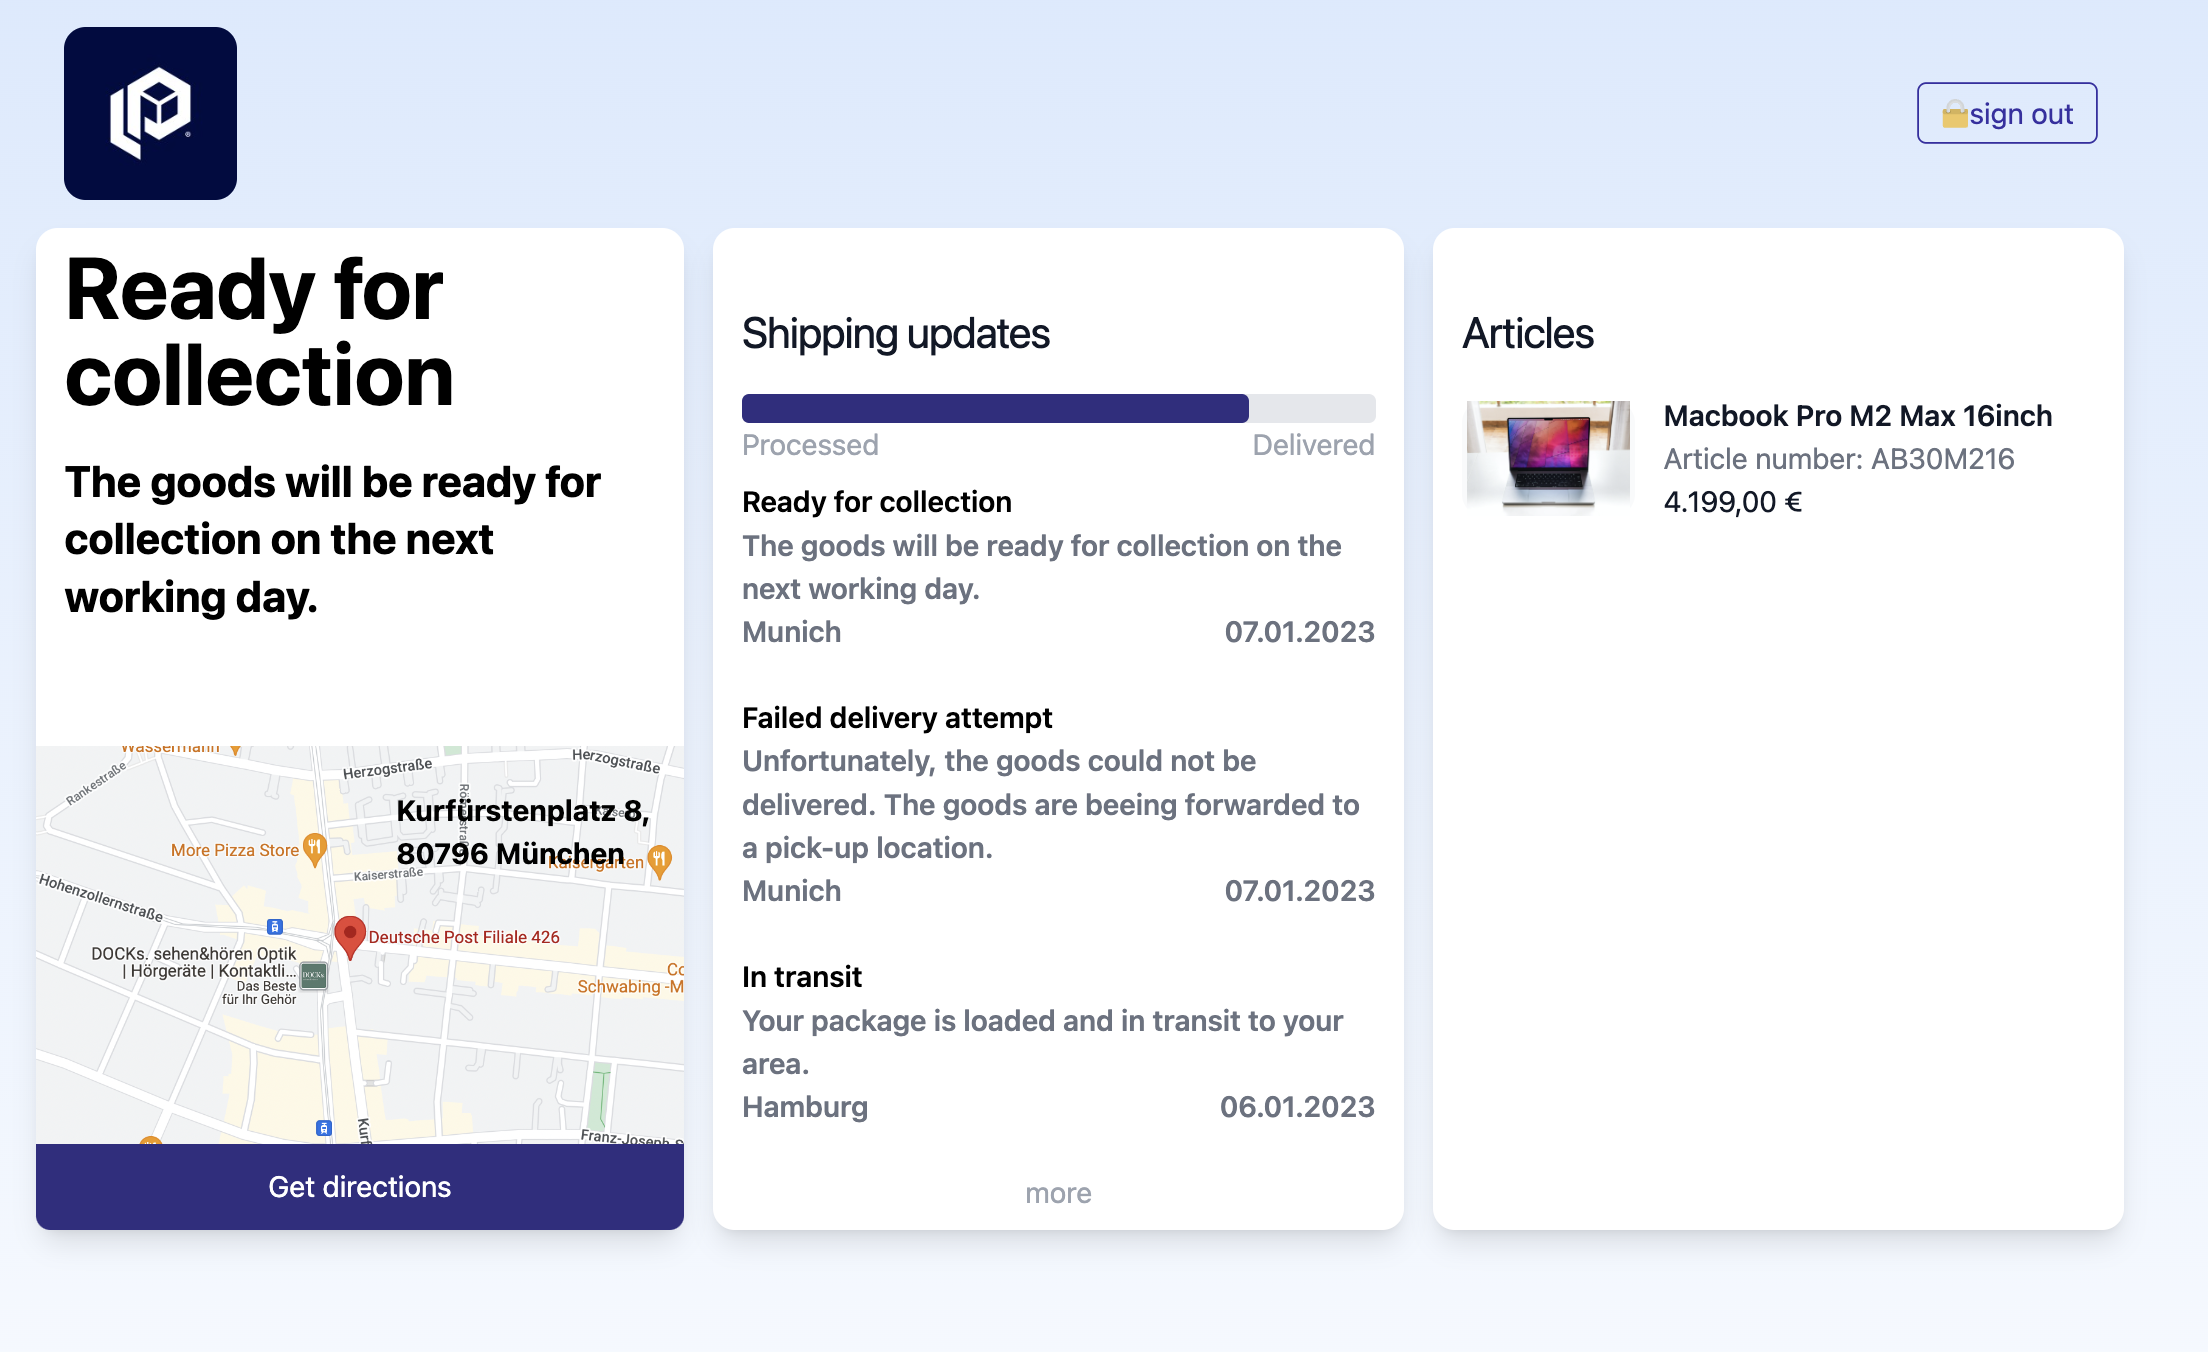 sign out
Ready for
collection
The goods will be ready for
collection on the next
working day.
Wassermann
Herzogstraße
Herzogstraße
Rankestraße
Kurfürstenplatz 8,
80796 München
More Pizza Store
Kaisergarten
Kaiserstraße
Hohenzollernstraße
Deutsche Post Filiale 426
DOCKs. sehen&hören Optik
| Hörgeräte | Kontaktli...
Das Beste
für Ihr Gehör
DOCKs
Schwabing -M
Franz-Joseph-S
Kurf
Get directions
Shipping updates
Processed
Delivered
Ready for collection
The goods will be ready for collection on the
next working day.
Munich 07.01.2023
Failed delivery attempt
Unfortunately, the goods could not be
delivered. The goods are beeing forwarded to
a pick-up location.
Munich 07.01.2023
In transit
Your package is loaded and in transit to your
area.
Hamburg 06.01.2023
more
Articles
Macbook Pro M2 Max 16inch
Article number: AB30M216
4.199,00 €